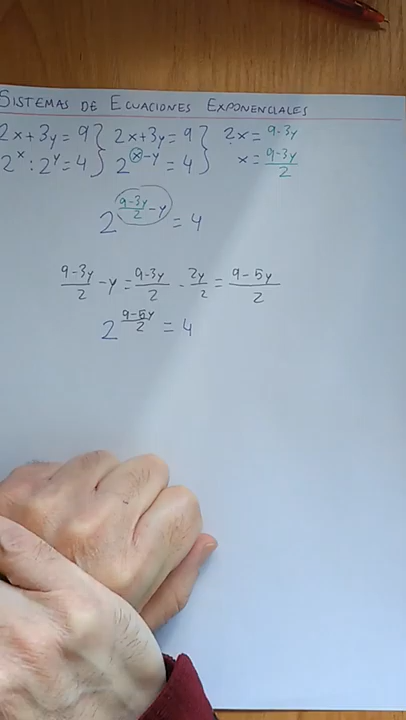 SISTEMAS DE ECUACIONES EXPONENCIALES
2x+3y=9} 2x+3y=9} 2x=9-3y
2^x:2^y=4} 2^(x-y)=4} x=(9-3y)/2
2^((9-3y)/2-y)=4
(9-3y)/2-y=(9-3y)/2-2y/2=(9-5y)/2
2^((9-5y)/2)=4